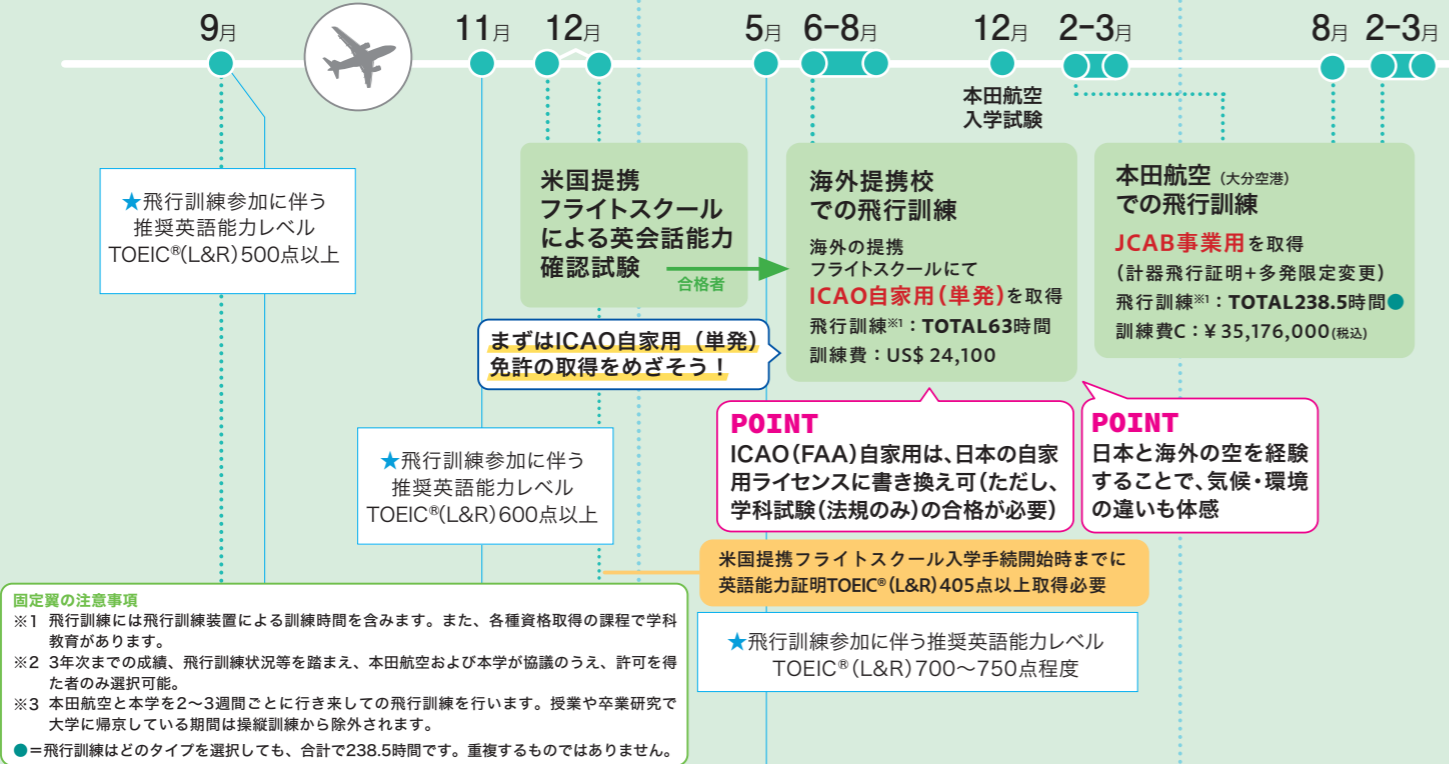 9月
11月
12月
5月
6-8月
12月
2-3月
8月
2-3月
本田航空
入学試験
★飛行訓練参加に伴う
推奨英語能力レベル
TOEIC®(L&R)500点以上
米国提携
フライトスクール
による英会話能力
確認試験
合格者
海外提携校
での飛行訓練
海外の提携
フライトスクールにて
ICAO自家用(単発)を取得
飛行訓練※1：TOTAL63時間
訓練費：US$ 24,100
本田航空（大分空港）
での飛行訓練
JCAB事業用を取得
(計器飛行証明+多発限定変更)
飛行訓練※1：TOTAL238.5時間●
訓練費C：¥35,176,000(税込)
まずはICAO自家用（単発）
免許の取得をめざそう！
POINT
ICAO(FAA)自家用は、日本の自家
用ライセンスに書き換え可(ただし、
学科試験(法規のみ)の合格が必要)
POINT
日本と海外の空を経験
することで、気候・環境
の違いも体感
★飛行訓練参加に伴う
推奨英語能力レベル
TOEIC®(L&R)600点以上
米国提携フライトスクール入学手続開始時までに
英語能力証明TOEIC®(L&R)405点以上取得必要
★飛行訓練参加に伴う推奨英語能力レベル
TOEIC®(L&R)700〜750点程度
固定翼の注意事項
※1 飛行訓練には飛行訓練装置による訓練時間を含みます。また、各種資格取得の課程で学科
教育があります。
※2 3年次までの成績、飛行訓練状況等を踏まえ、本田航空および本学が協議のうえ、許可を得
た者のみ選択可能。
※3 本田航空と本学を2〜3週間ごとに行き来しての飛行訓練を行います。授業や卒業研究で
大学に帰京している期間は操縦訓練から除外されます。
●=飛行訓練はどのタイプを選択しても、合計で238.5時間です。重複するものではありません。